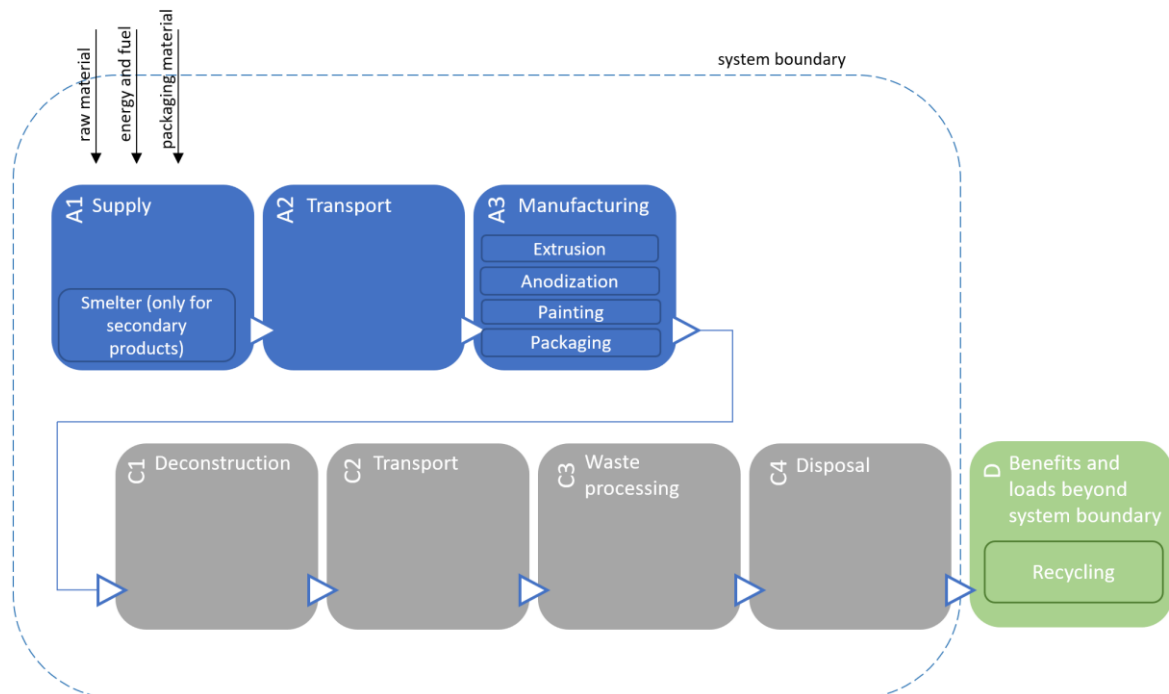 system boundary
raw material
energy and fuel
packaging material
A1 Supply
Smelter (only for
secondary
products)
A2 Transport
A3 Manufacturing
Extrusion
Anodization
Painting
Packaging
C1 Deconstruction
C2 Transport
C3 Waste
processing
C4 Disposal
D Benefits and
loads beyond
system boundary
Recycling